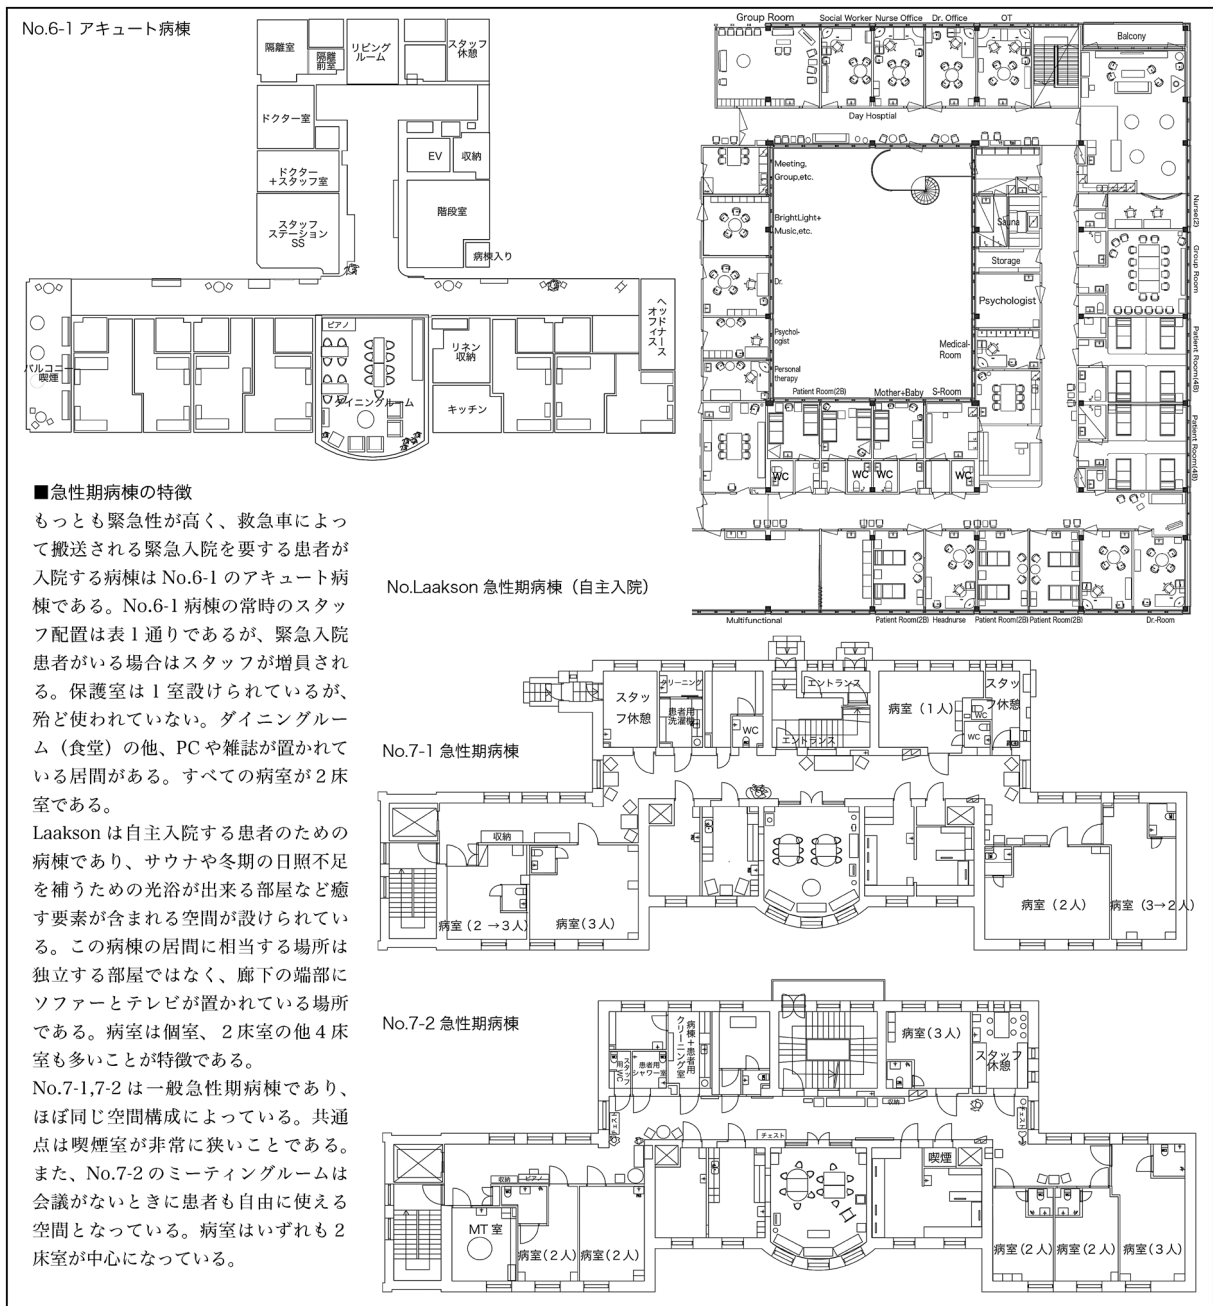 No.6-1 アキュート病棟
隔離室
隔離
前室
リビング
ルーム
スタッフ
休憩
ドクター室
EV
収納
ドクター
＋スタッフ室
階段室
スタッフ
ステーション
SS
病棟入り
ピアノ
リネン
収納
ヘッドナース
オフィス
バルコニー
喫煙
ダイニングルーム
キッチン
Group Room
Social Worker
Nurse Office
Dr. Office
OT
Balcony
Day Hosptial
Meeting,
Group,etc.
BrightLight+
Music,etc.
Sauna
Nurse(2)
Storage
Group Room
Dr.
Psychologist
Psychol-
ogist
Medical-
Room
Patient Room(4B)
Personal
therapy
Patient Room(2B)
Mother+Baby
S-Room
Patient Room(4B)
WC
WC
WC
WC
Multifunctional
Patient Room(2B)
Headnurse
Patient Room(2B)
Patient Room(2B)
Dr.-Room
No.Laakson 急性期病棟（自主入院）
■急性期病棟の特徴
もっとも緊急性が高く、救急車によっ
て搬送される緊急入院を要する患者が
入院する病棟は No.6-1 のアキュート病
棟である。No.6-1 病棟の常時のスタッ
フ配置は表１通りであるが、緊急入院
患者がいる場合はスタッフが増員され
る。保護室は１室設けられているが、
殆ど使われていない。ダイニングルー
ム（食堂）の他、PC や雑誌が置かれて
いる居間がある。すべての病室が２床
室である。
Laakson は自主入院する患者のための
病棟であり、サウナや冬期の日照不足
を補うための光浴が出来る部屋など癒
す要素が含まれる空間が設けられてい
る。この病棟の居間に相当する場所は
独立する部屋ではなく、廊下の端部に
ソファーとテレビが置かれている場所
である。病室は個室、２床室の他４床
室も多いことが特徴である。
No.7-1,7-2 は一般急性期病棟であり、
ほぼ同じ空間構成によっている。共通
点は喫煙室が非常に狭いことである。
また、No.7-2 のミーティングルームは
会議がないときに患者も自由に使える
空間となっている。病室はいずれも２
床室が中心になっている。
No.7-1 急性期病棟
スタッ
フ休憩
クリーニング
患者用
洗濯機
WC
エントランス
エントランス
病室（1人）
WC
WC
スタッ
フ休憩
収納
病室（2 →3人）
病室（3人）
病室（2人）
病室（3→2人）
No.7-2 急性期病棟
スタッフ
用WC
患者用
シャワー室
病棟＋患者用
クリーニング室
病室（3人）
スタッフ
休憩
収納
チェスト
チェスト
チェスト
喫煙
収納
ピアノ
MT 室
病室（2人）
病室（2人）
病室（2人）
病室（2人）
病室（3人）